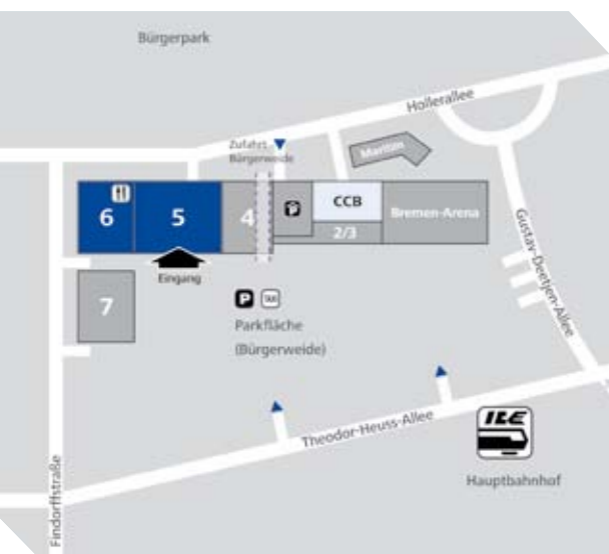 Bürgerpark
Hollerallee
Zufahrt
Bürgerweide
Maritim
6
5
4
P
CCB
2/3
Bremen-Arena
Gustav-Deetjen-Allee
Eingang
7
P TAXI
Parkfläche
(Bürgerweide)
Theodor-Heuss-Allee
Hauptbahnhof
Findorffstraße